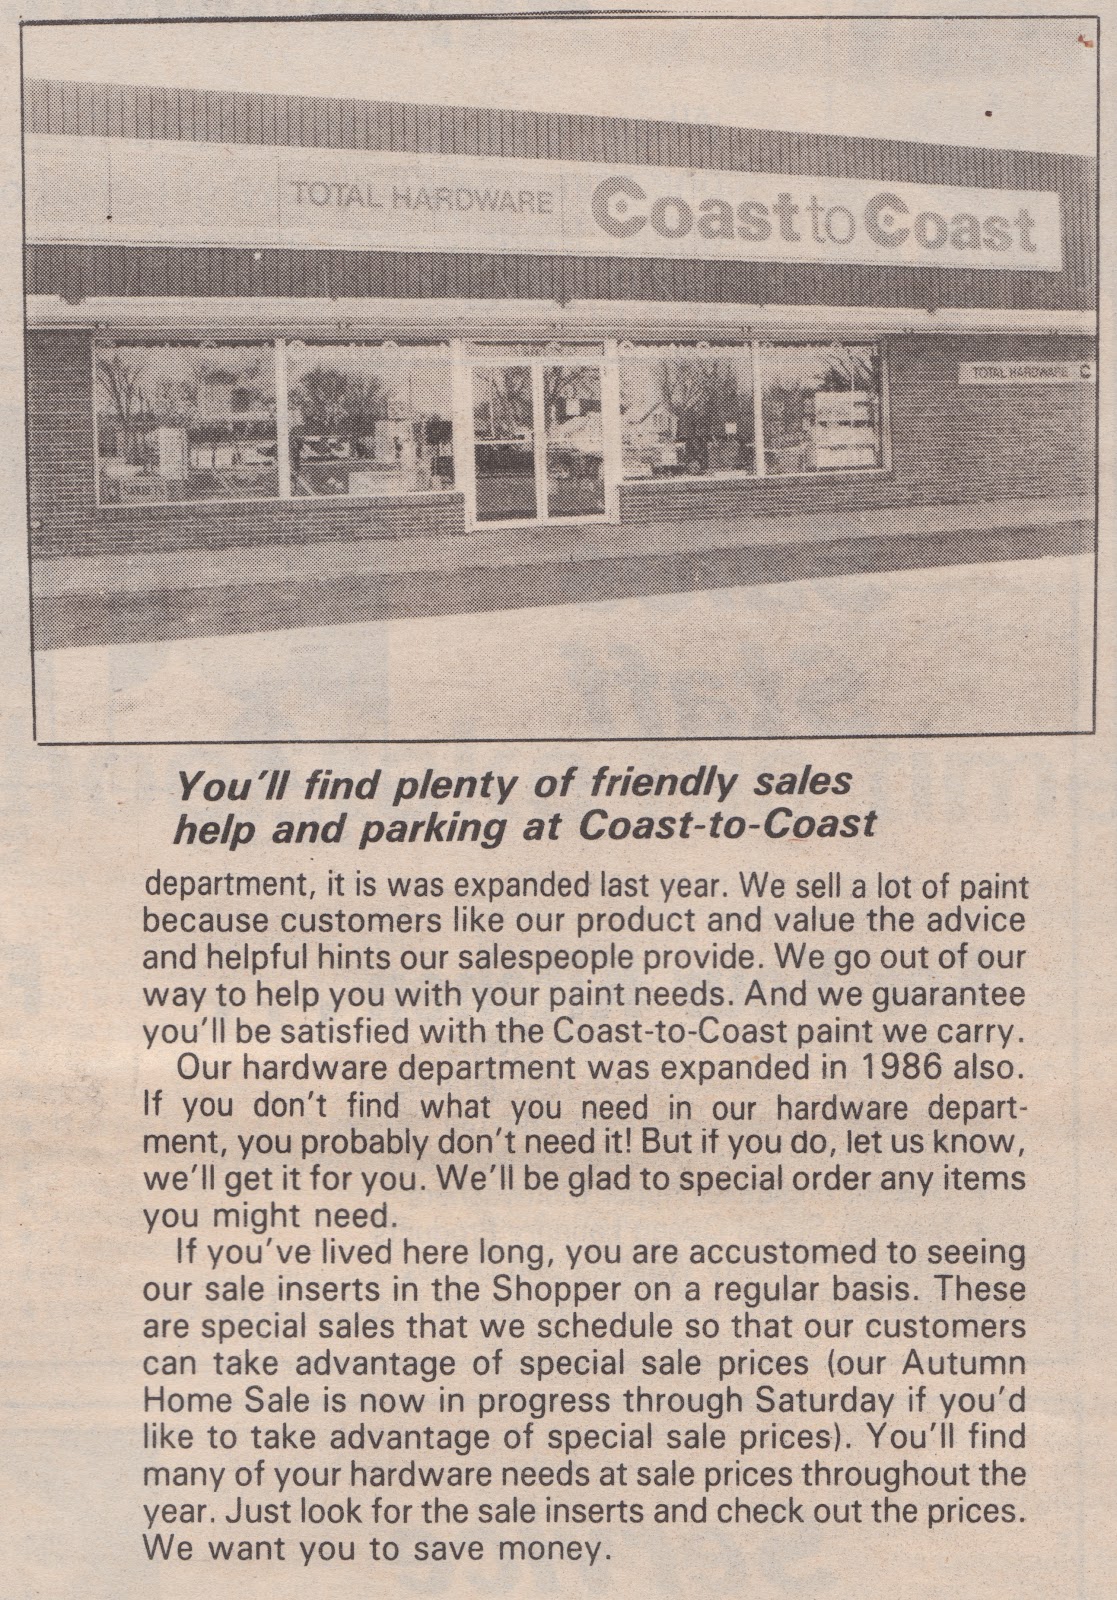 TOTAL HARDWARE Coast to Coast
TOTAL HARDWARE C
You'll find plenty of friendly sales
help and parking at Coast-to-Coast
department, it is was expanded last year. We sell a lot of paint
because customers like our product and value the advice
and helpful hints our salespeople provide. We go out of our
way to help you with your paint needs. And we guarantee
you'll be satisfied with the Coast-to-Coast paint we carry.
Our hardware department was expanded in 1986 also.
If you don't find what you need in our hardware depart-
ment, you probably don't need it! But if you do, let us know,
we'll get it for you. We'll be glad to special order any items
you might need.
If you've lived here long, you are accustomed to seeing
our sale inserts in the Shopper on a regular basis. These
are special sales that we schedule so that our customers
can take advantage of special sale prices (our Autumn
Home Sale is now in progress through Saturday if you'd
like to take advantage of special sale prices). You'll find
many of your hardware needs at sale prices throughout the
year. Just look for the sale inserts and check out the prices.
We want you to save money.